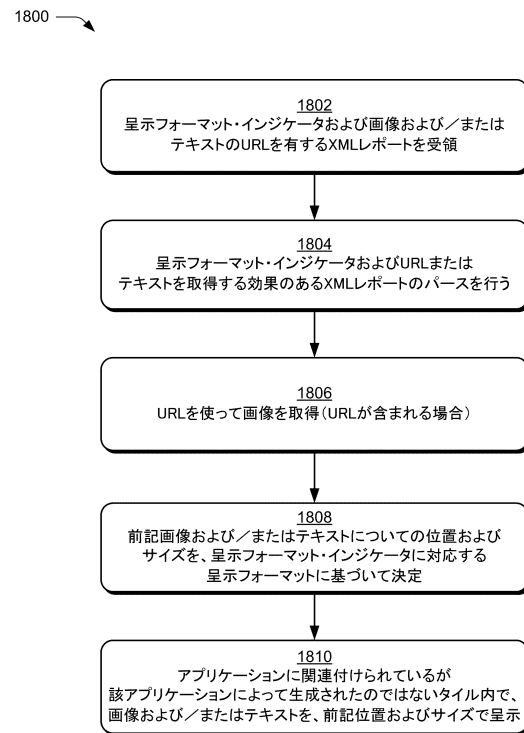 1800
1802
呈示フォーマット・インジケータおよび画像および／または
テキストのURLを有するXMLレポートを受領
1804
呈示フォーマット・インジケータおよびURLまたは
テキストを取得する効果のあるXMLレポートのパースを行う
1806
URLを使って画像を取得（URLが含まれる場合）
1808
前記画像および／またはテキストについての位置および
サイズを、呈示フォーマット・インジケータに対応する
呈示フォーマットに基づいて決定
1810
アプリケーションに関連付けられているが
該アプリケーションによって生成されたのではないタイル内で、
画像および／またはテキストを、前記位置およびサイズで呈示